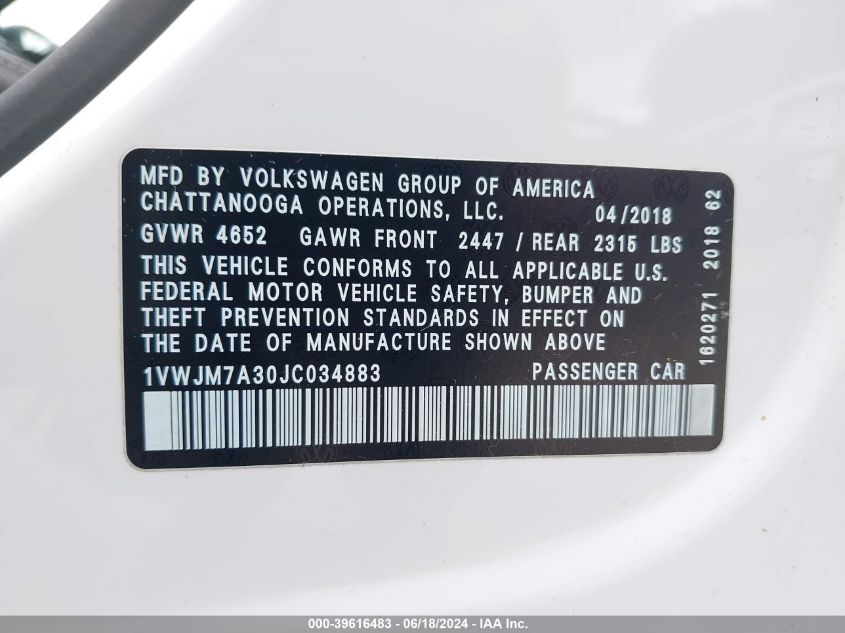 MFD BY VOLKSWAGEN GROUP OF AMERICA
CHATTANOOGA OPERATIONS, LLC. 04/2018
GVWR 4652 GAWR FRONT 2447 / REAR 2315 LBS
THIS VEHICLE CONFORMS TO ALL APPLICABLE U.S.
FEDERAL MOTOR VEHICLE SAFETY, BUMPER AND
THEFT PREVENTION STANDARDS IN EFFECT ON
THE DATE OF MANUFACTURE SHOWN ABOVE
1VWJM7A30JC034883 PASSENGER CAR
1620271 2018 62
000-39616483 - 06/18/2024 - IAA Inc.